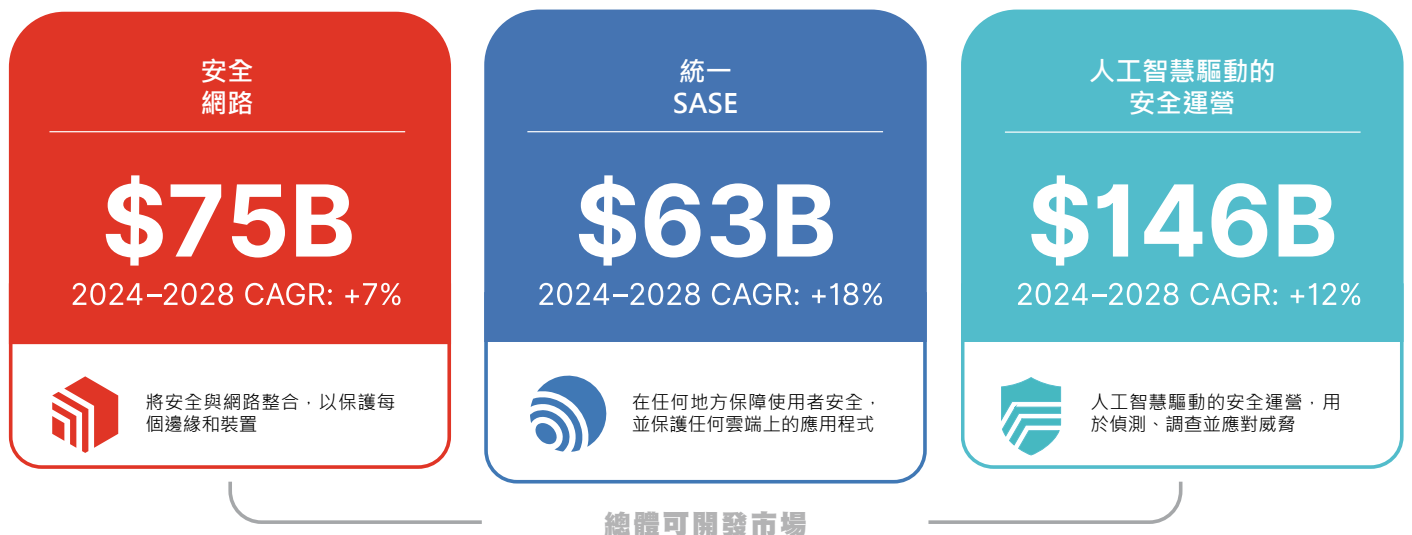 安全
網路
$75B
2024–2028 CAGR: +7%
將安全與網路整合，以保護每
個邊緣和裝置
統一
SASE
$63B
2024–2028 CAGR: +18%
在任何地方保障使用者安全，
並保護任何雲端上的應用程式
人工智慧驅動的
安全運營
$146B
2024–2028 CAGR: +12%
人工智慧驅動的安全運營，用
於偵測、調查並應對威脅
總體可開發市場